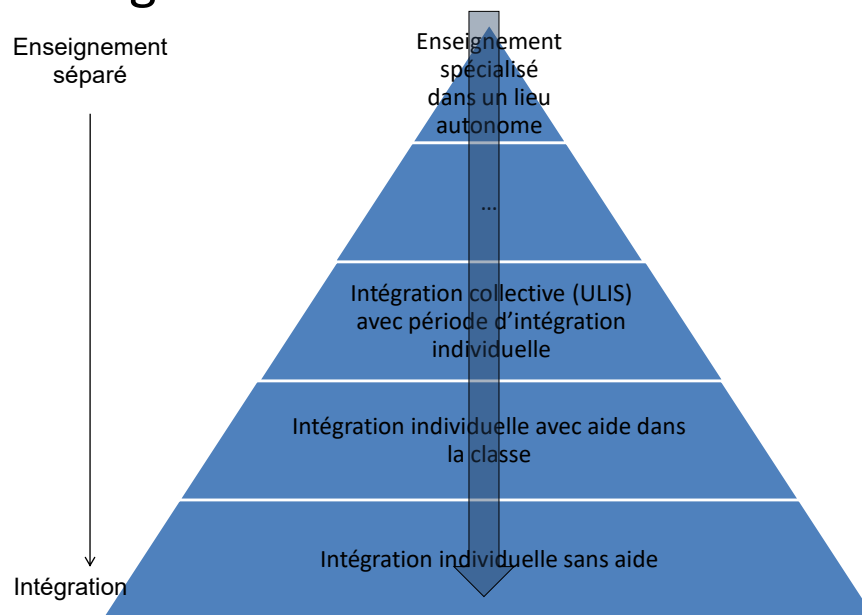 Enseignement
séparé
Enseignement
spécialisé
dans un lieu
autonome
...
Intégration collective (ULIS)
avec période d'intégration
individuelle
Intégration individuelle avec aide dans
la classe
Intégration individuelle sans aide
Intégration